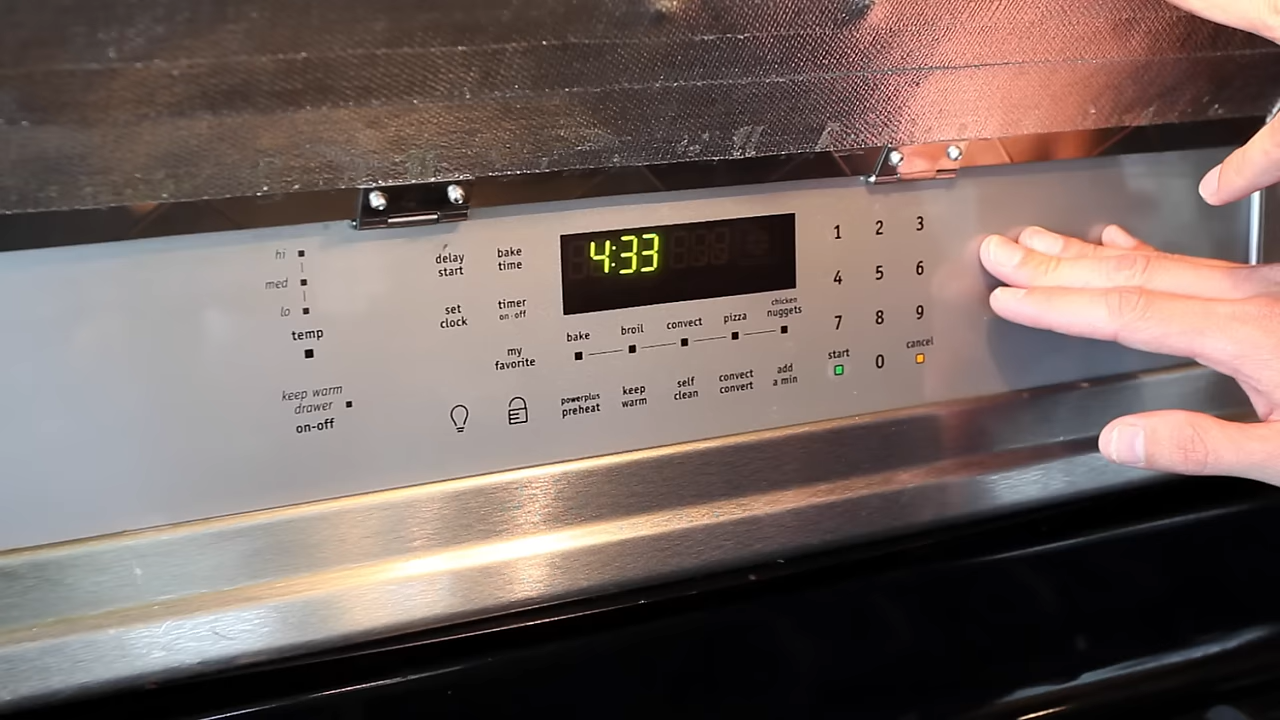 hi
med
lo
temp
keep warm
drawer
on-off
delay
start
set
clock
bake
time
timer
on·off
my
favorite
4:33
bake
broil
convect
pizza
chicken
nuggets
powerplus
preheat
keep
warm
self
clean
convect
convert
add
a min
1 2 3
4 5 6
7 8 9
start
0
cancel